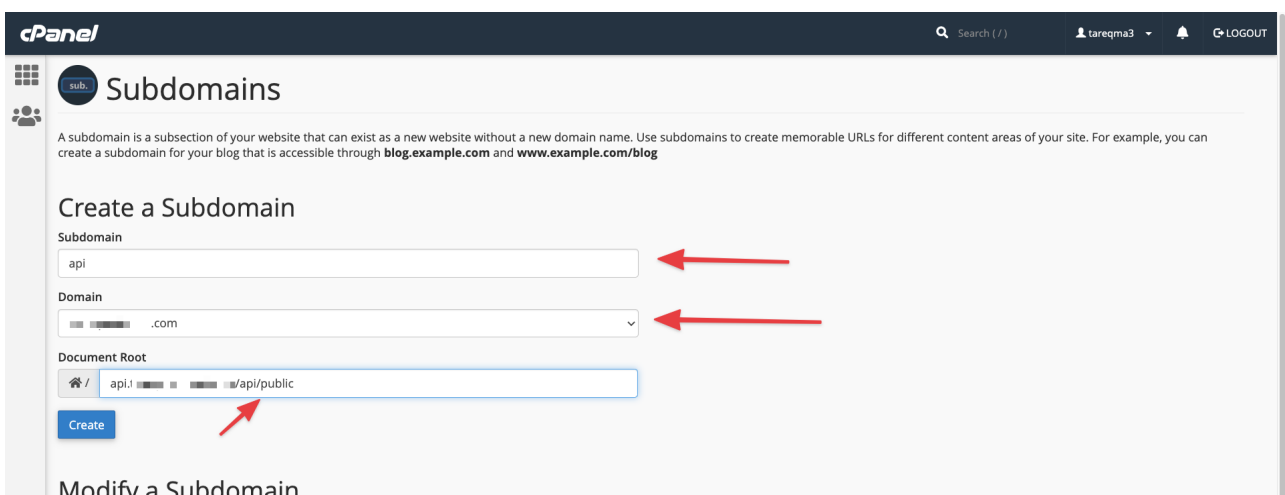 cPanel
Search ( / )
tareqma3
LOGOUT
sub.
Subdomains
A subdomain is a subsection of your website that can exist as a new website without a new domain name. Use subdomains to create memorable URLs for different content areas of your site. For example, you can
create a subdomain for your blog that is accessible through blog.example.com and www.example.com/blog
Create a Subdomain
Subdomain
api
Domain
.com
Document Root
/
api.
/api/public
Create
Modify a Subdomain